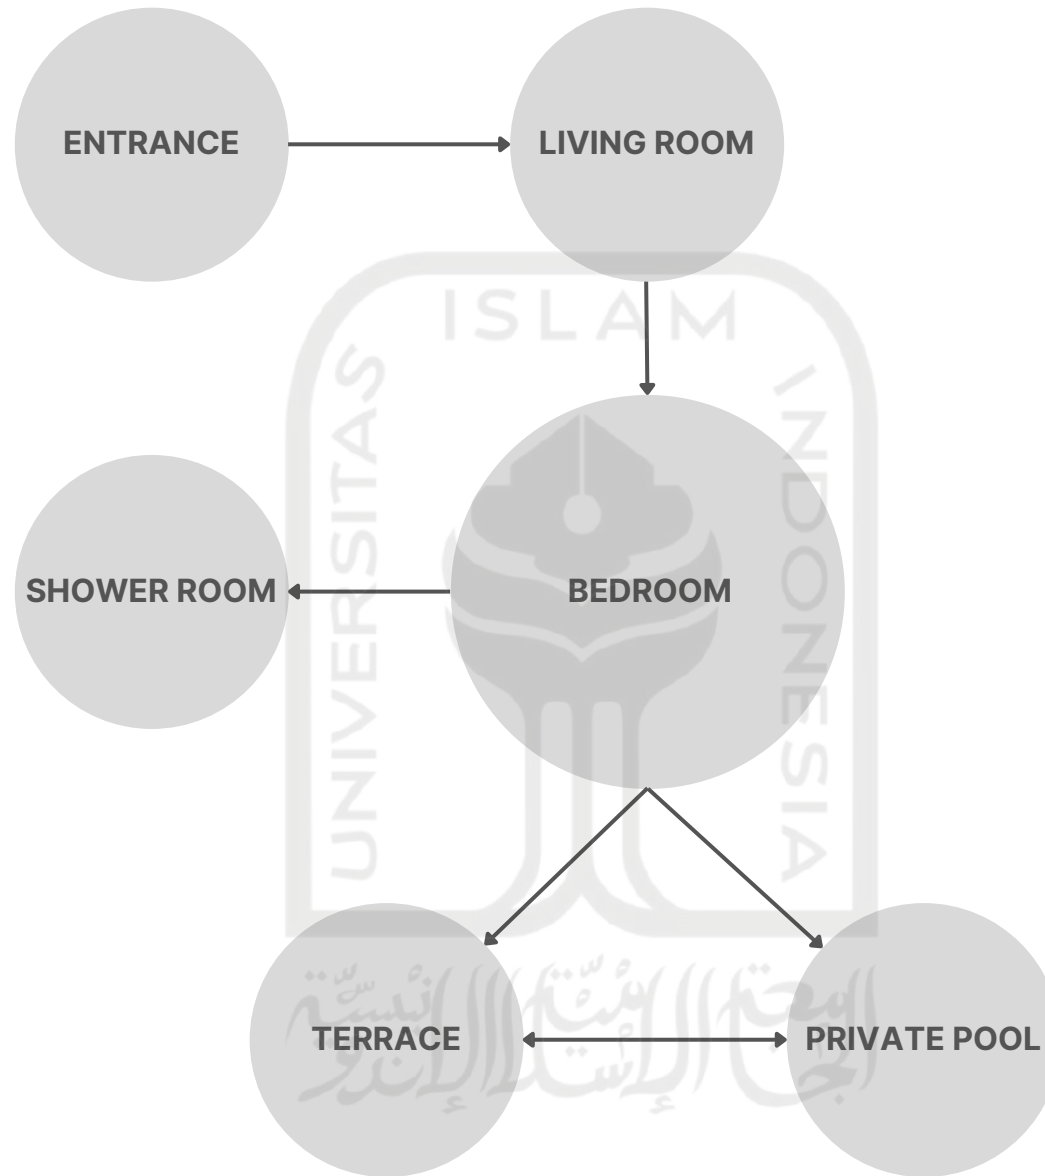 ENTRANCE
LIVING ROOM
ISLAM
UNIVERSITAS
INDONESIA
SHOWER ROOM
BEDROOM
TERRACE
PRIVATE POOL